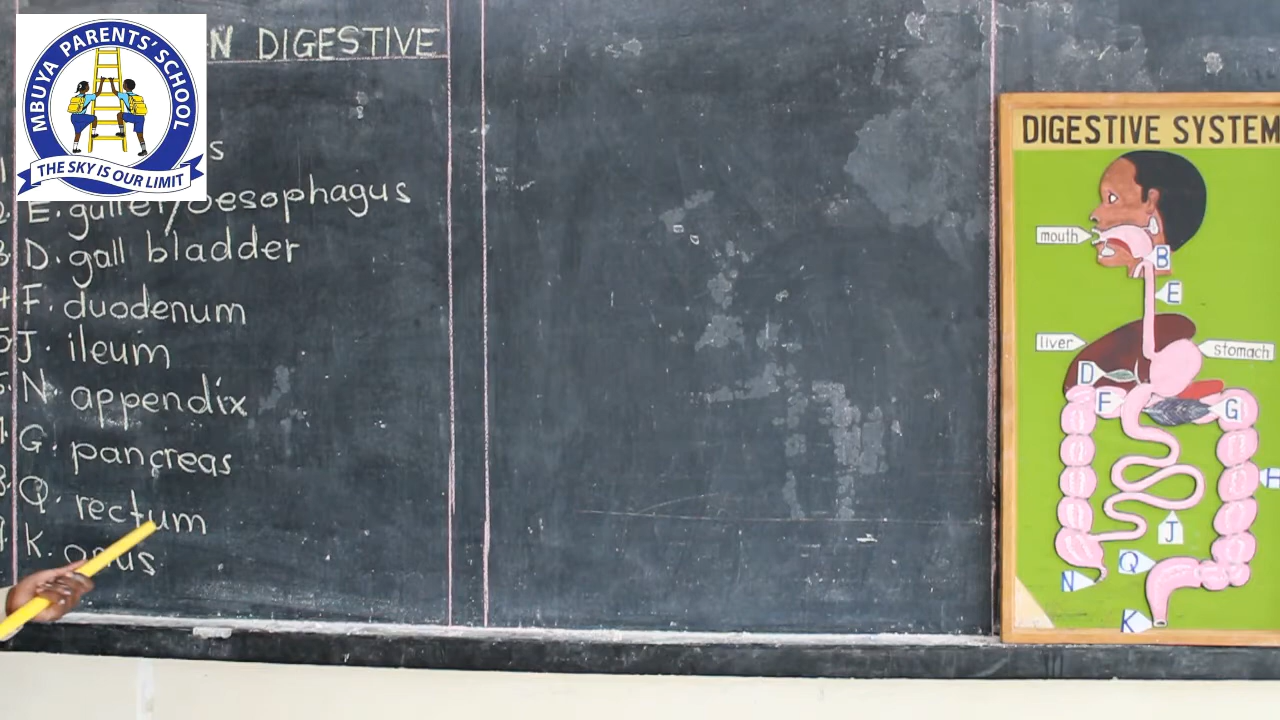 MBUYA PARENTS' SCHOOL
THE SKY IS OUR LIMIT
N DIGESTIVE
s
E. gullet/oesophagus
D. gall bladder
F. duodenum
J. ileum
N. appendix
G. pancreas
Q. rectum
K. anus
DIGESTIVE SYSTEM
mouth
B
E
liver
stomach
D
F
G
H
J
Q
N
K